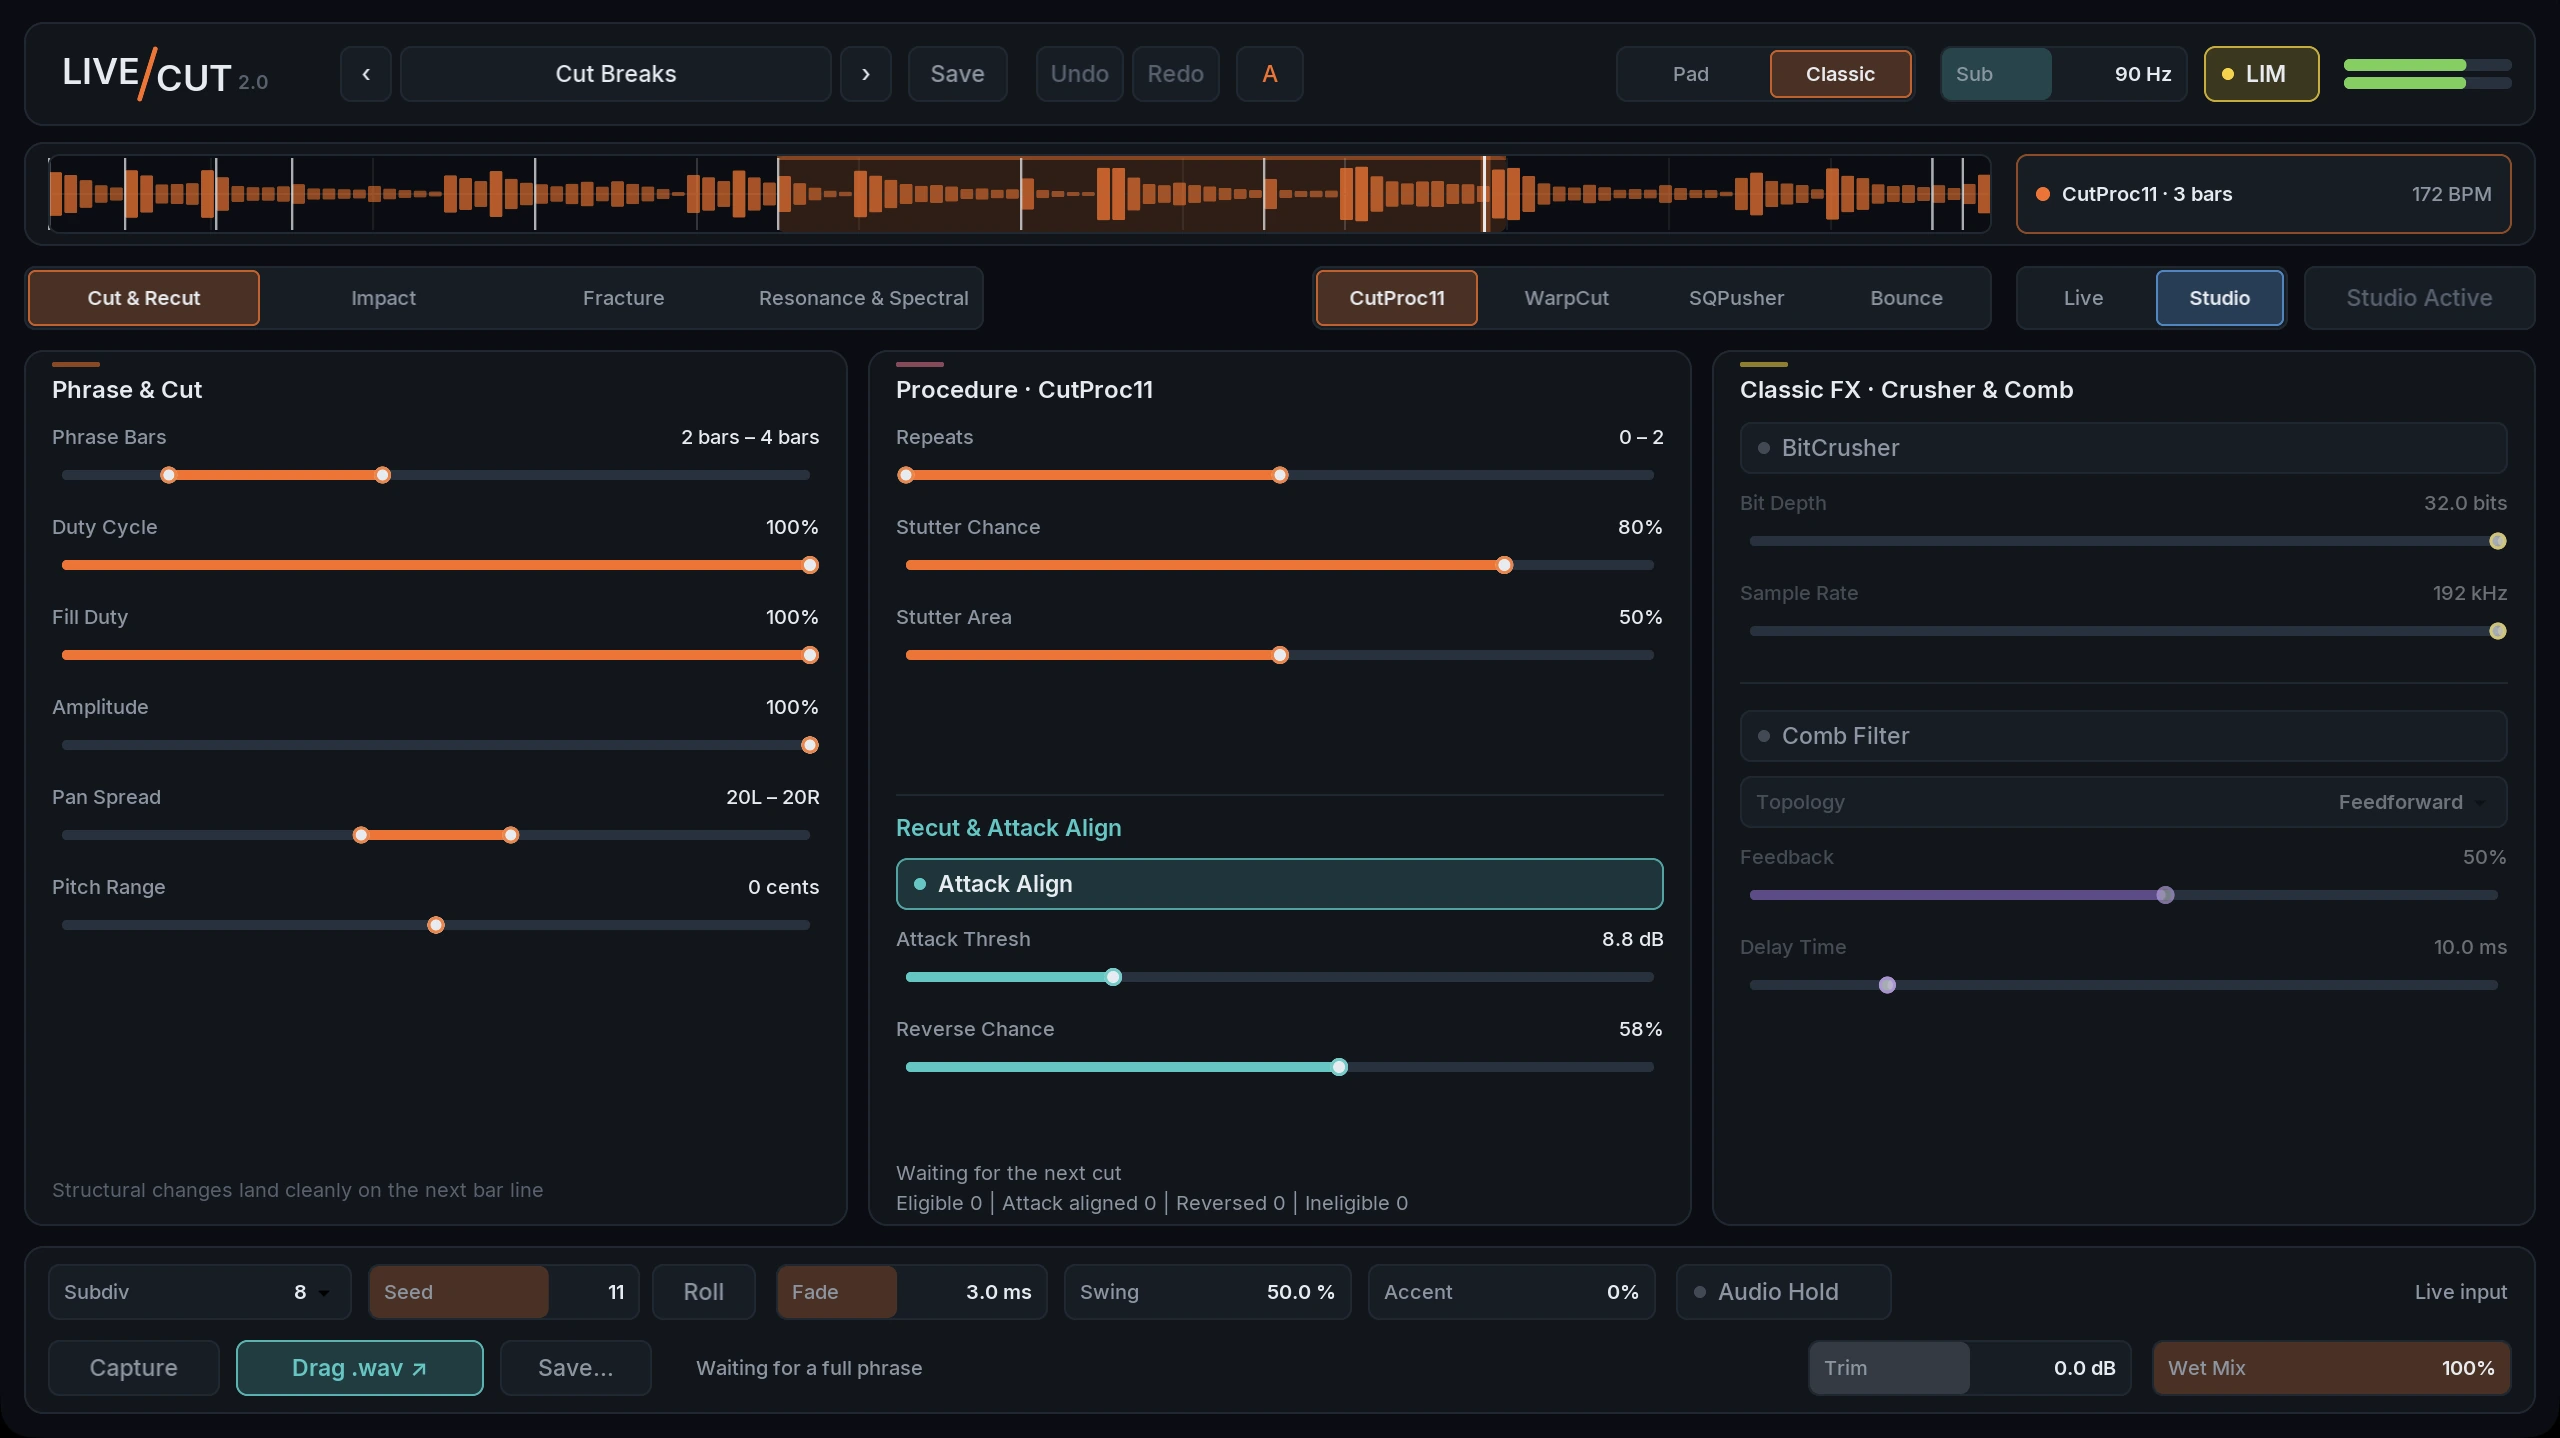 LIVE/CUT 2.0
‹ Cut Breaks › Save Undo Redo A Pad Classic Sub 90 Hz LIM
CutProc11 · 3 bars 172 BPM
Cut & Recut Impact Fracture Resonance & Spectral CutProc11 WarpCut SQPusher Bounce Live Studio Studio Active
Phrase & Cut
Phrase Bars 2 bars – 4 bars
Duty Cycle 100%
Fill Duty 100%
Amplitude 100%
Pan Spread 20L – 20R
Pitch Range 0 cents
Structural changes land cleanly on the next bar line
Procedure · CutProc11
Repeats 0 – 2
Stutter Chance 80%
Stutter Area 50%
Recut & Attack Align
Attack Align
Attack Thresh 8.8 dB
Reverse Chance 58%
Waiting for the next cut
Eligible 0 | Attack aligned 0 | Reversed 0 | Ineligible 0
Classic FX · Crusher & Comb
BitCrusher
Bit Depth 32.0 bits
Sample Rate 192 kHz
Comb Filter
Topology Feedforward
Feedback 50%
Delay Time 10.0 ms
Subdiv 8 Seed 11 Roll Fade 3.0 ms Swing 50.0 % Accent 0% Audio Hold Live input
Capture Drag .wav ↗ Save... Waiting for a full phrase Trim 0.0 dB Wet Mix 100%